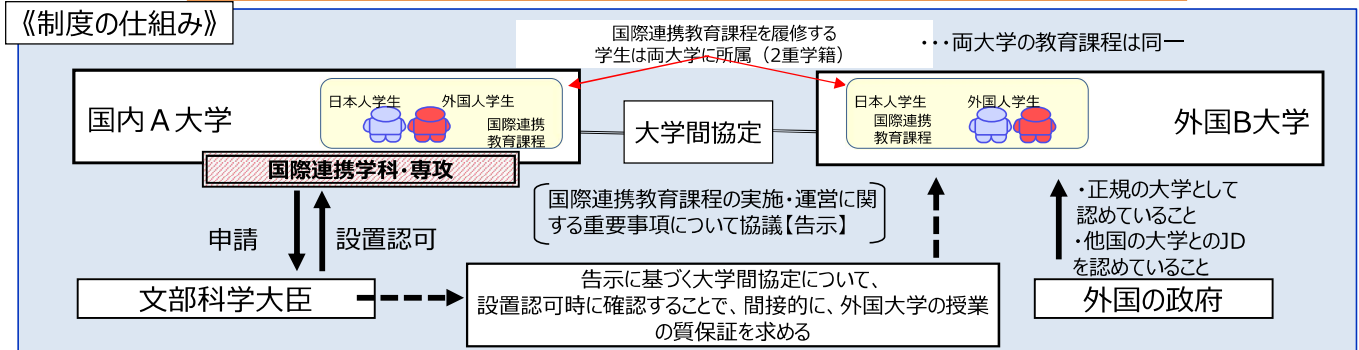 《制度の仕組み》
国際連携教育課程を履修する
学生は両大学に所属（2重学籍）
・・・両大学の教育課程は同一
国内Ａ大学
日本人学生
外国人学生
国際連携
教育課程
国際連携学科・専攻
大学間協定
日本人学生
外国人学生
国際連携
教育課程
外国B大学
国際連携教育課程の実施・運営に関
する重要事項について協議【告示】
・正規の大学として
認めていること
・他国の大学とのJD
を認めていること
申請
設置認可
文部科学大臣
告示に基づく大学間協定について、
設置認可時に確認することで、間接的に、外国大学の授業
の質保証を求める
外国の政府